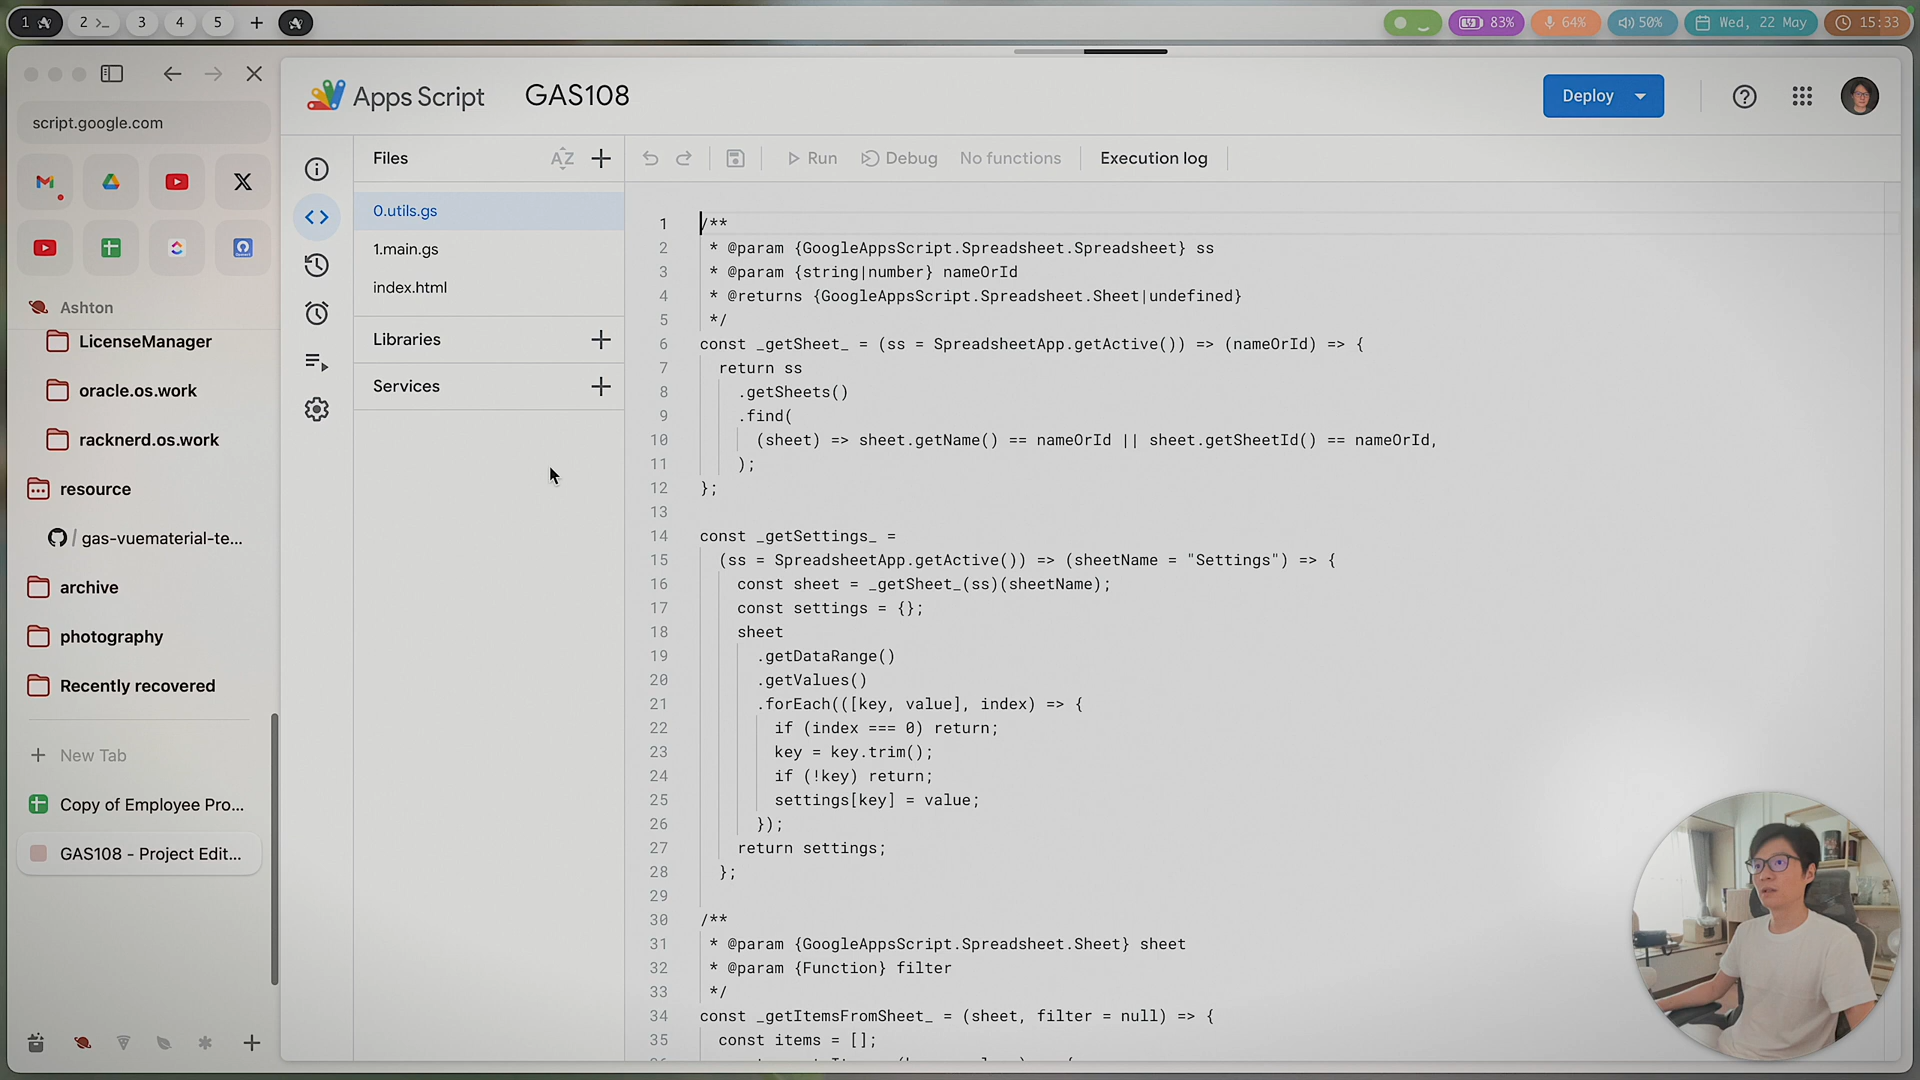 1
2 >_
3
4
5
83%
64%
50%
Wed, 22 May
15:33
script.google.com
Ashton
LicenseManager
oracle.os.work
racknerd.os.work
resource
/ gas-vuematerial-te...
archive
photography
Recently recovered
New Tab
Copy of Employee Pro...
GAS108 - Project Edit...
Apps Script
GAS108
Deploy
Files
AZ
0.utils.gs
1.main.gs
index.html
Libraries
Services
Run
Debug
No functions
Execution log
1 /**
2 * @param {GoogleAppsScript.Spreadsheet.Spreadsheet} ss
3 * @param {string|number} nameOrId
4 * @returns {GoogleAppsScript.Spreadsheet.Sheet|undefined}
5 */
6 const _getSheet_ = (ss = SpreadsheetApp.getActive()) => (nameOrId) => {
7 return ss
8 .getSheets()
9 .find(
10 (sheet) => sheet.getName() == nameOrId || sheet.getSheetId() == nameOrId,
11 );
12 };
13
14 const _getSettings_ =
15 (ss = SpreadsheetApp.getActive()) => (sheetName = "Settings") => {
16 const sheet = _getSheet_(ss)(sheetName);
17 const settings = {};
18 sheet
19 .getDataRange()
20 .getValues()
21 .forEach(([key, value], index) => {
22 if (index === 0) return;
23 key = key.trim();
24 if (!key) return;
25 settings[key] = value;
26 });
27 return settings;
28 };
29
30 /**
31 * @param {GoogleAppsScript.Spreadsheet.Sheet} sheet
32 * @param {Function} filter
33 */
34 const _getItemsFromSheet_ = (sheet, filter = null) => {
35 const items = [];